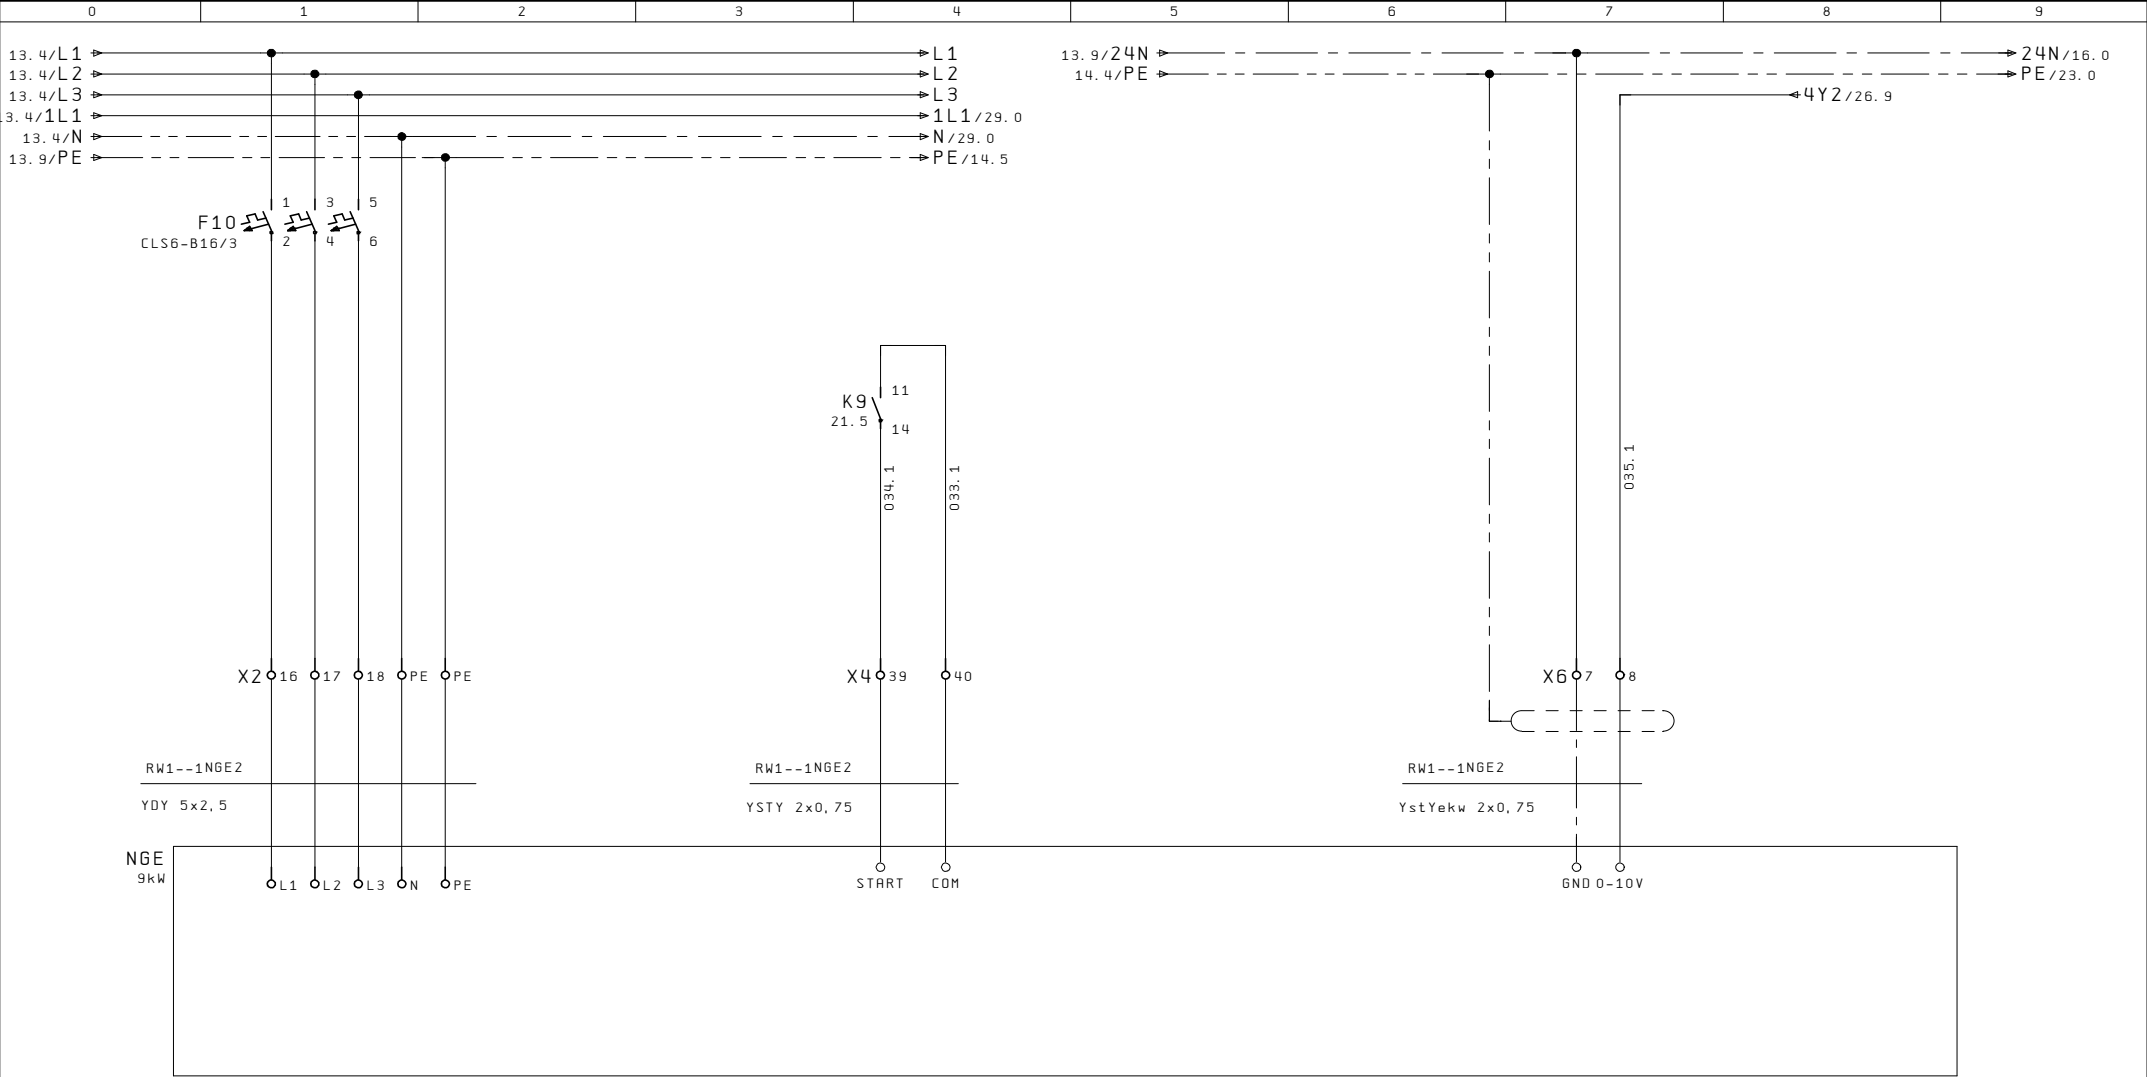 0 1 2 3 4 5 6 7 8 9
13.4/L1 L1 13.9/24N 24N/16.0
13.4/L2 L2 14.4/PE PE/23.0
13.4/L3 L3 4Y2/26.9
3.4/1L1 1L1/29.0
13.4/N N/29.0
13.9/PE PE/14.5
1 3 5
F10
CLS6-B16/3 2 4 6
11
K9
21.5 14
034.1 033.1 035.1
X2 16 17 18 PE PE X4 39 40 X6 7 8
RW1--1NGE2 RW1--1NGE2 RW1--1NGE2
YDY 5x2,5 YSTY 2x0,75 YstYekw 2x0,75
NGE
9kW
L1 L2 L3 N PE START COM GND 0-10V